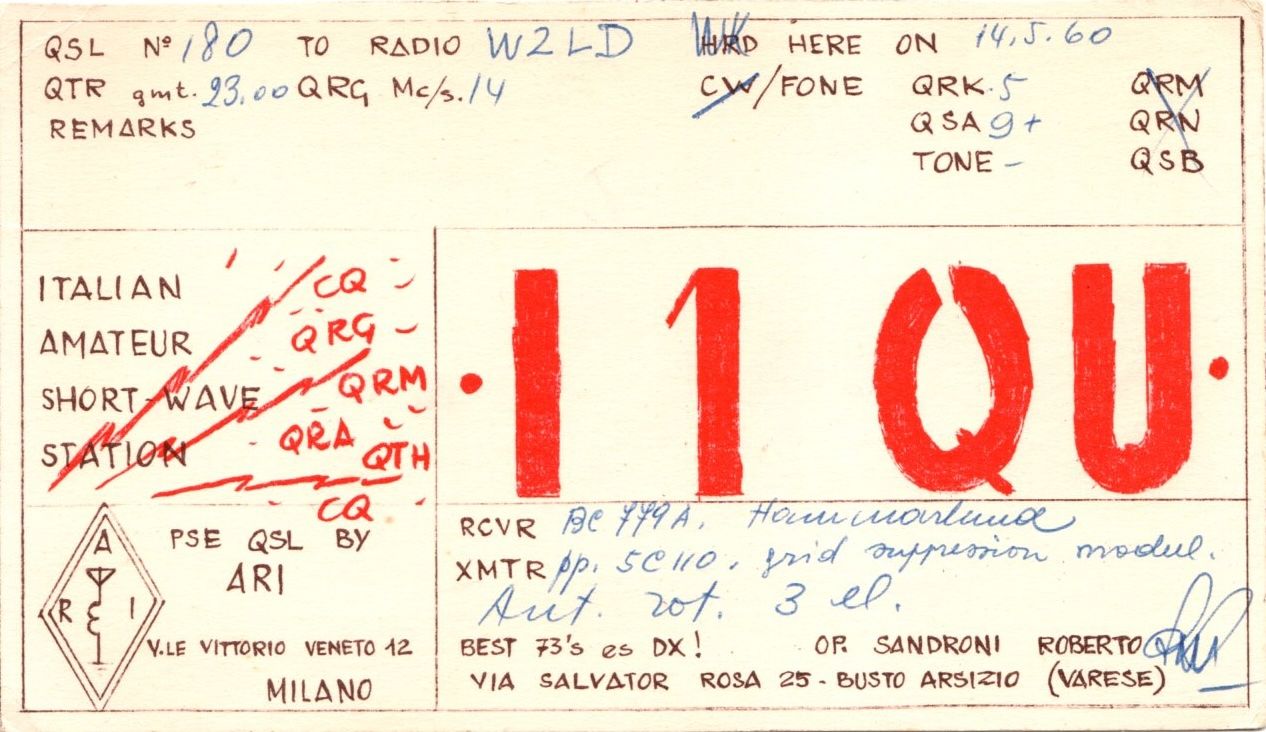 QSL Nº 180 TO RADIO W2LD HRD HERE ON 14.5.60
QTR gmt. 23.00 QRG Mc/s. 14 CW/FONE QRK 5 QRM
REMARKS QSA 9+ QRN
TONE - QSB
ITALIAN
AMATEUR
SHORT-WAVE
STATION
CQ
QRG
QRM
QRA
QTH
CQ
I1QU
A
R I
PSE QSL BY
ARI
V.LE VITTORIO VENETO 12
MILANO
RCVR BC 779A. Hammarlund
XMTR pp. 5C110. grid suppression modul.
Ant. rot. 3 el.
BEST 73's es DX! OP. SANDRONI ROBERTO
VIA SALVATOR ROSA 25 - BUSTO ARSIZIO (VARESE)